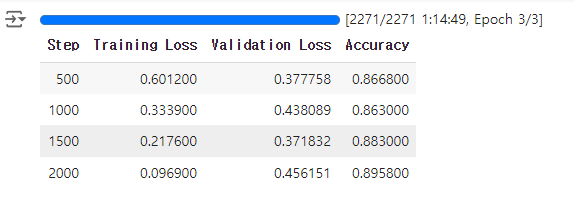 [2271/2271 1:14:49, Epoch 3/3]
Step Training Loss Validation Loss Accuracy
500 0.601200 0.377758 0.866800
1000 0.333900 0.438089 0.863000
1500 0.217600 0.371832 0.883000
2000 0.096900 0.456151 0.895800